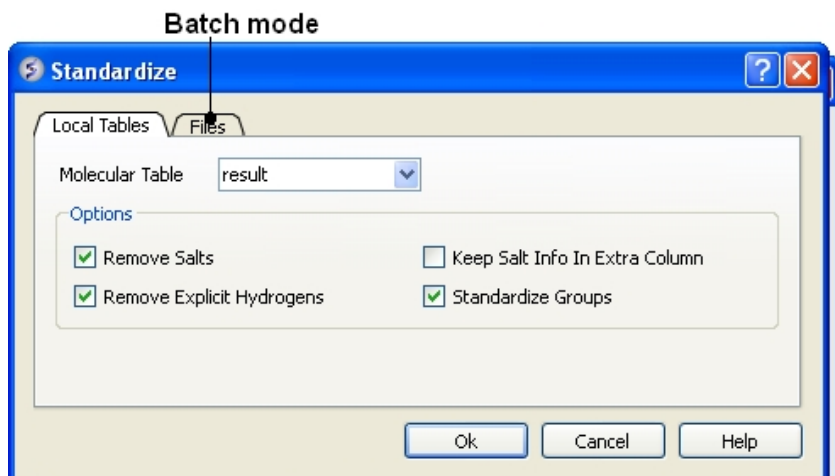 Batch mode
Standardize
Local Tables Files
Molecular Table result
Options
Remove Salts Keep Salt Info In Extra Column
Remove Explicit Hydrogens Standardize Groups
Ok Cancel Help